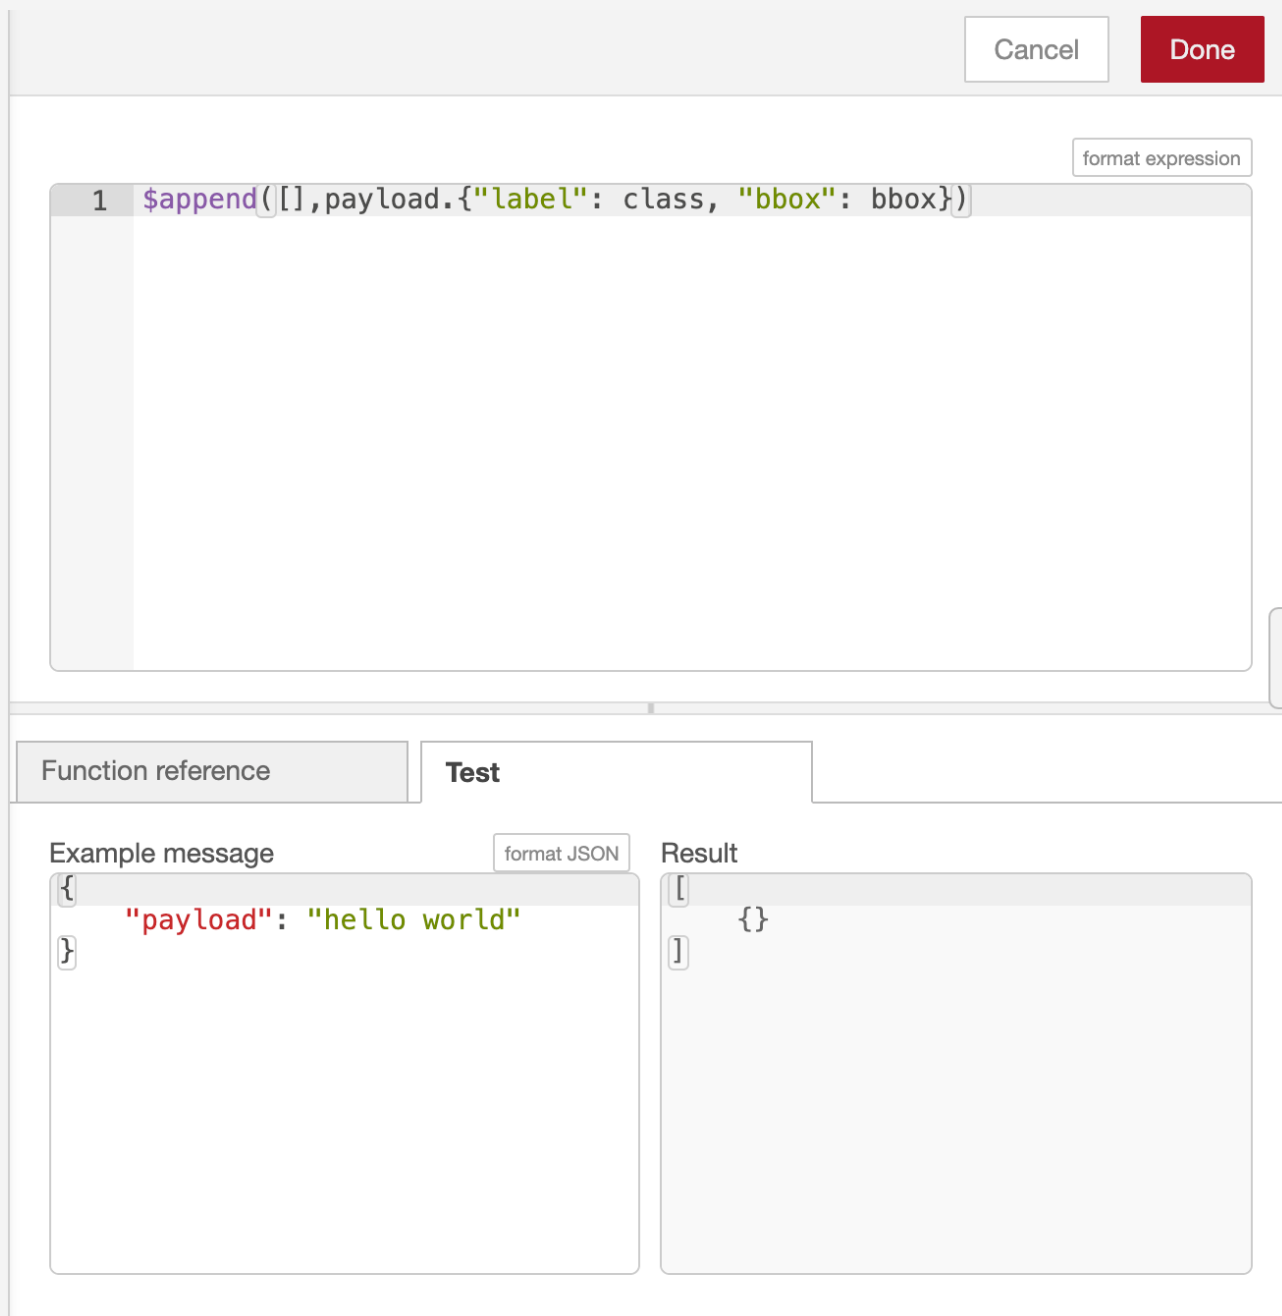 Cancel Done
format expression
1 $append([],payload.{"label": class, "bbox": bbox})
Function reference Test
Example message format JSON Result
{
"payload": "hello world"
}
[
{}
]